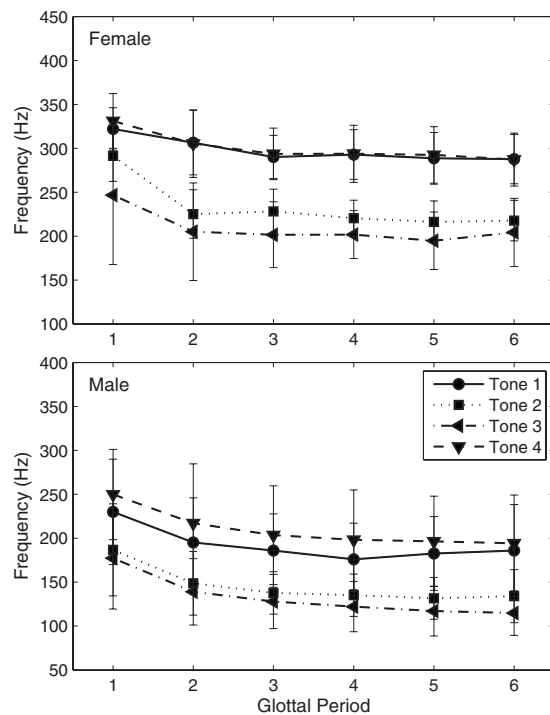 Female
Frequency (Hz)
450
400
350
300
250
200
150
100
1 2 3 4 5 6
Male
Frequency (Hz)
400
350
300
250
200
150
100
50
1 2 3 4 5 6
Glottal Period
Tone 1
Tone 2
Tone 3
Tone 4